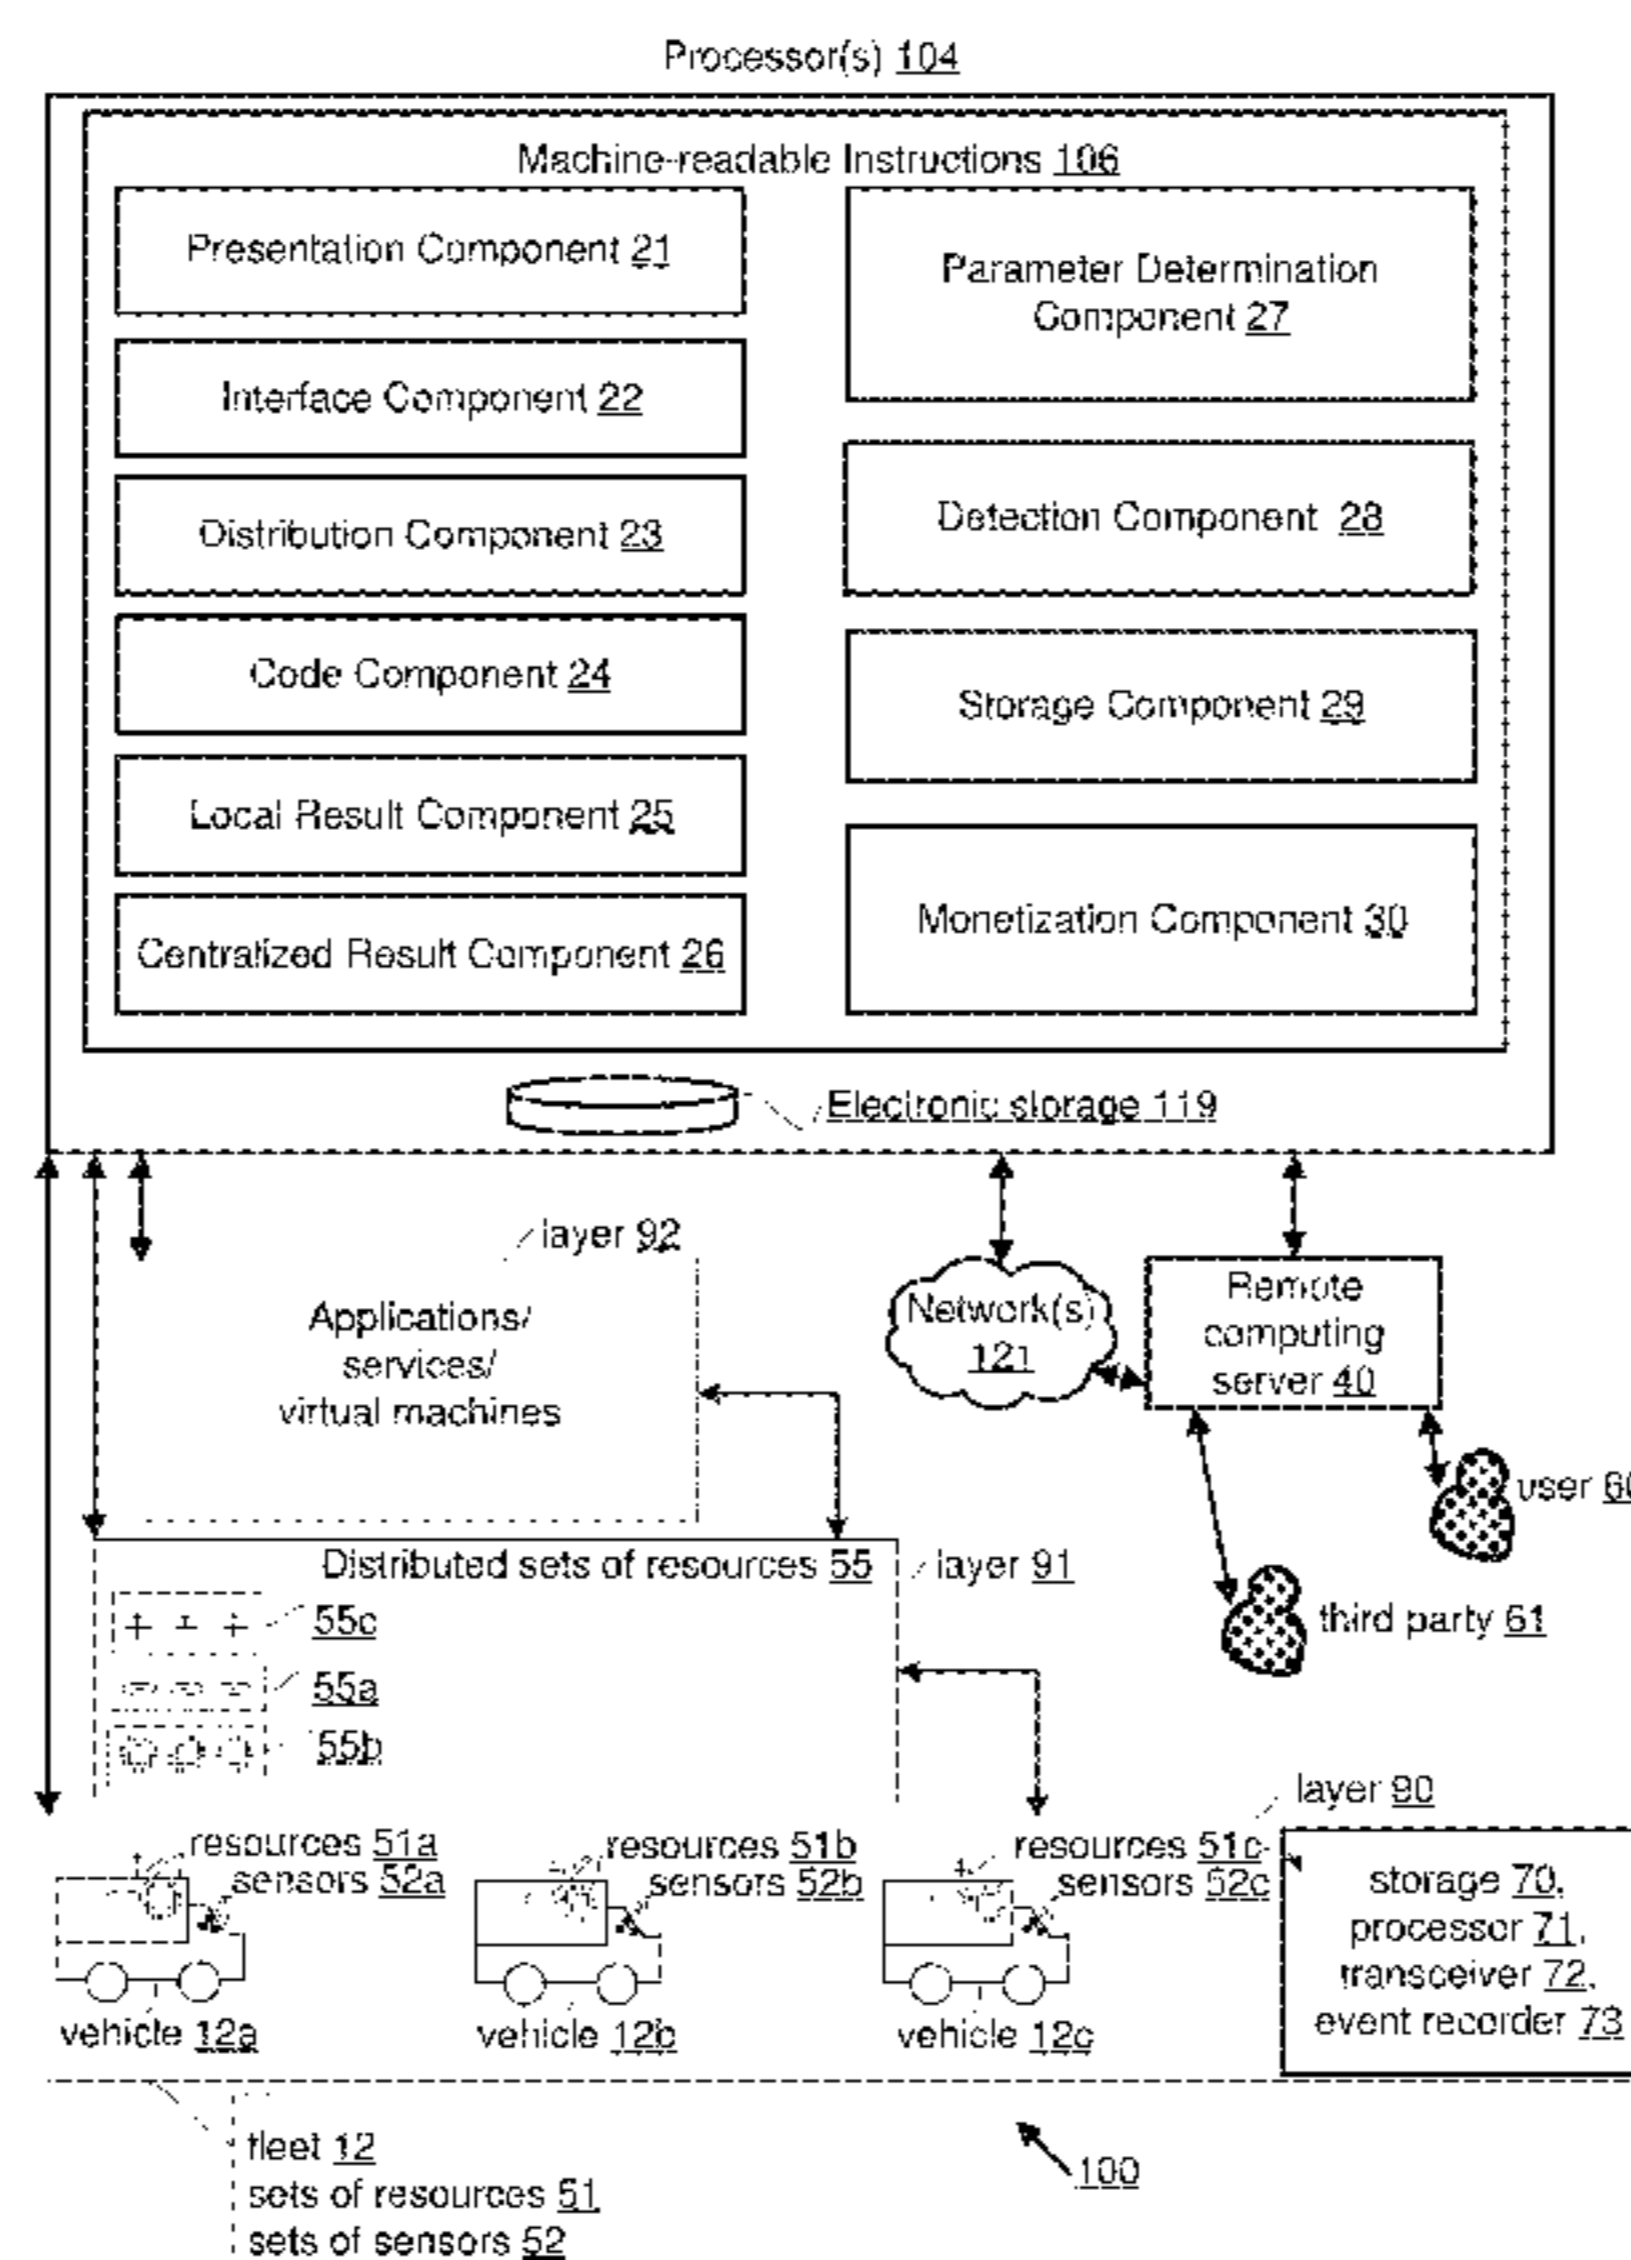 Processor(s) 104
Machine-readable Instructions 106
Presentation Component 21
Interface Component 22
Distribution Component 23
Code Component 24
Local Result Component 25
Centralized Result Component 26
Parameter Determination
Component 27
Detection Component 28
Storage Component 29
Monetization Component 30
Electronic storage 119
layer 92
Applications/
services/
virtual machines
Network(s)
121
Remote
computing
server 40
user
third party 61
Distributed sets of resources 55
layer 91
55c
55a
55b
layer 90
resources 51a
sensors 52a
resources 51b
sensors 52b
resources 51c
sensors 52c
storage 70,
processor 71,
transceiver 72,
event recorder 73
vehicle 12a
vehicle 12b
vehicle 12c
fleet 12
sets of resources 51
sets of sensors 52
100